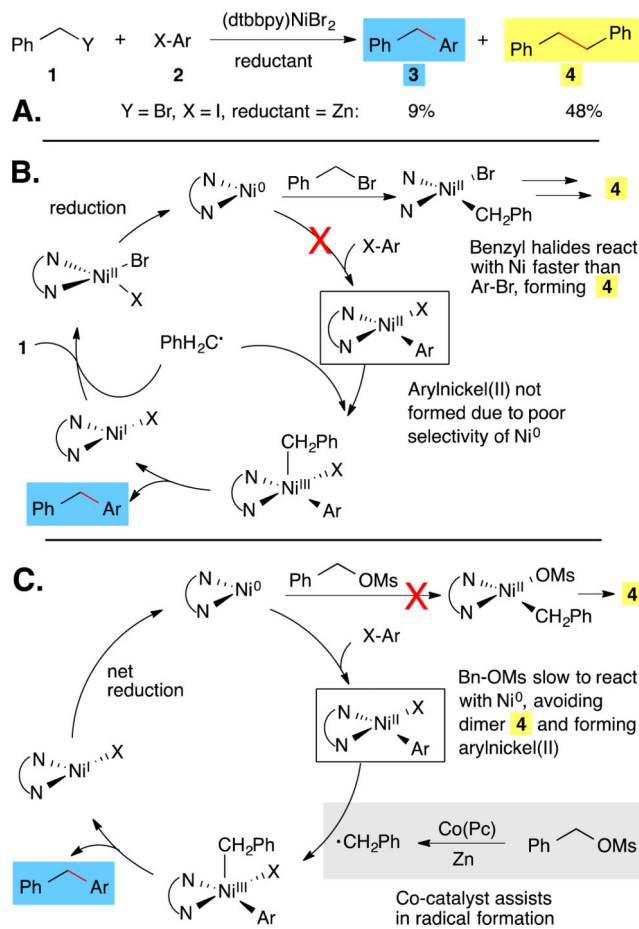 Ph Y + X-Ar (dtbbpy)NiBr2 reductant Ph Ar + Ph Ph
1 2 3 4
A. Y = Br, X = I, reductant = Zn: 9% 48%
B.
reduction
N N Ni0 Ph Br N N NiII Br CH2Ph 4
X X-Ar
Benzyl halides react
with Ni faster than
Ar-Br, forming 4
N N NiII Br X
N N NiII X Ar
1 PhH2C•
Arylnickel(II) not
formed due to poor
selectivity of Ni0
N N NiI X
CH2Ph N N NiIII X Ar
Ph Ar
C.
N N Ni0 Ph OMs X N N NiII OMs CH2Ph 4
net
reduction
X-Ar
Bn-OMs slow to react
with Ni0, avoiding
dimer 4 and forming
arylnickel(II)
N N NiII X Ar
N N NiI X
•CH2Ph Co(Pc) Zn Ph OMs
CH2Ph N N NiIII X Ar
Ph Ar
Co-catalyst assists
in radical formation